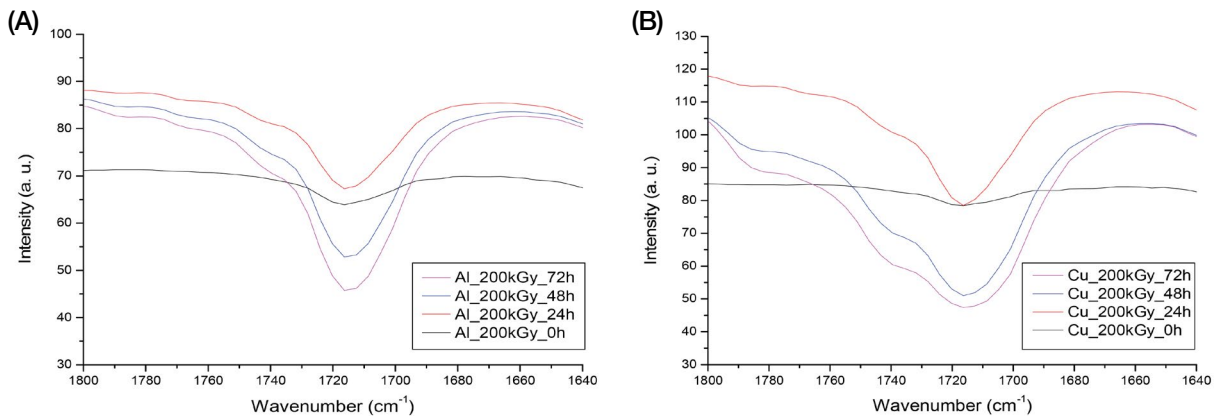 (A)
100
90
80
70
60
50
40
30
Intensity (a. u.)
1800 1780 1760 1740 1720 1700 1680 1660 1640
Wavenumber (cm⁻¹)
Al_200kGy_72h
Al_200kGy_48h
Al_200kGy_24h
Al_200kGy_0h
(B)
130
120
110
100
90
80
70
60
50
40
30
Intensity (a. u.)
1800 1780 1760 1740 1720 1700 1680 1660 1640
Wavenumber (cm⁻¹)
Cu_200kGy_72h
Cu_200kGy_48h
Cu_200kGy_24h
Cu_200kGy_0h